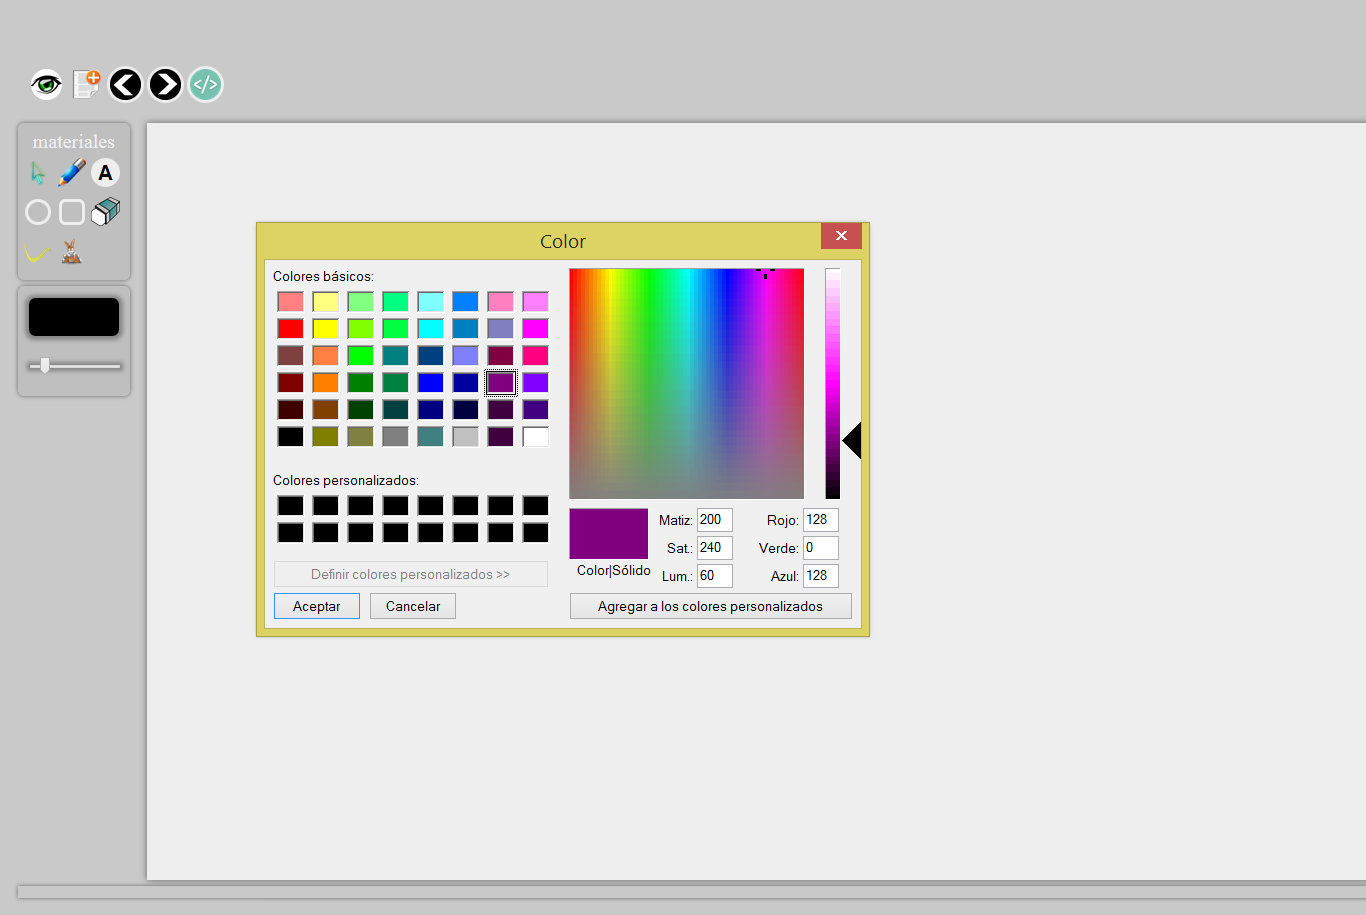 </>
materiales
A
Color
Colores básicos:
Colores personalizados:
Definir colores personalizados >>
Aceptar
Cancelar
Color|Sólido
Matiz: 200
Sat.: 240
Lum.: 60
Rojo: 128
Verde: 0
Azul: 128
Agregar a los colores personalizados